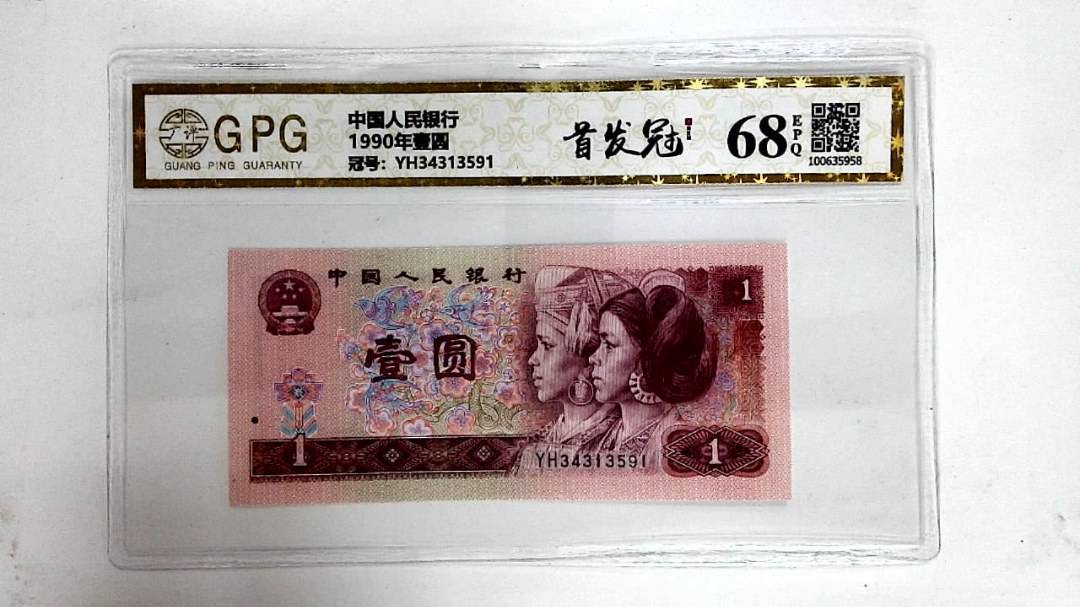 GPG
GUANG PING GUARANTY
中国人民银行
1990年壹圆
冠号：YH34313591
首发冠
68
EPQ
100635958
中国人民银行
1
壹圆
1
YH34313591
1